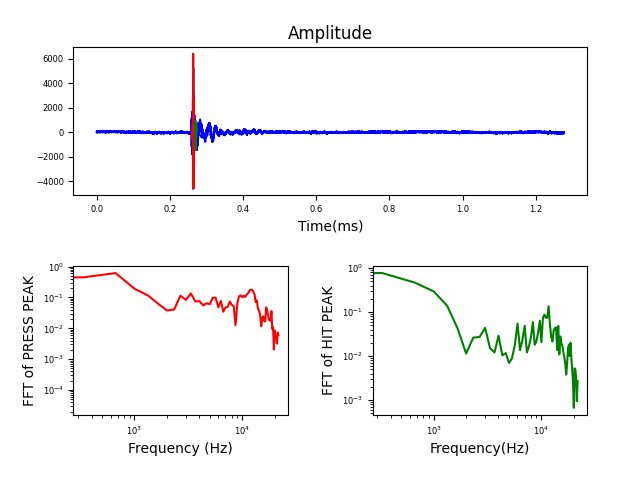 Amplitude
6000
4000
2000
0
−2000
−4000
0.0 0.2 0.4 0.6 0.8 1.0 1.2
Time(ms)
FFT of PRESS PEAK
10⁰
10⁻¹
10⁻²
10⁻³
10⁻⁴
10³ 10⁴
Frequency (Hz)
FFT of HIT PEAK
10⁰
10⁻¹
10⁻²
10⁻³
10³ 10⁴
Frequency(Hz)